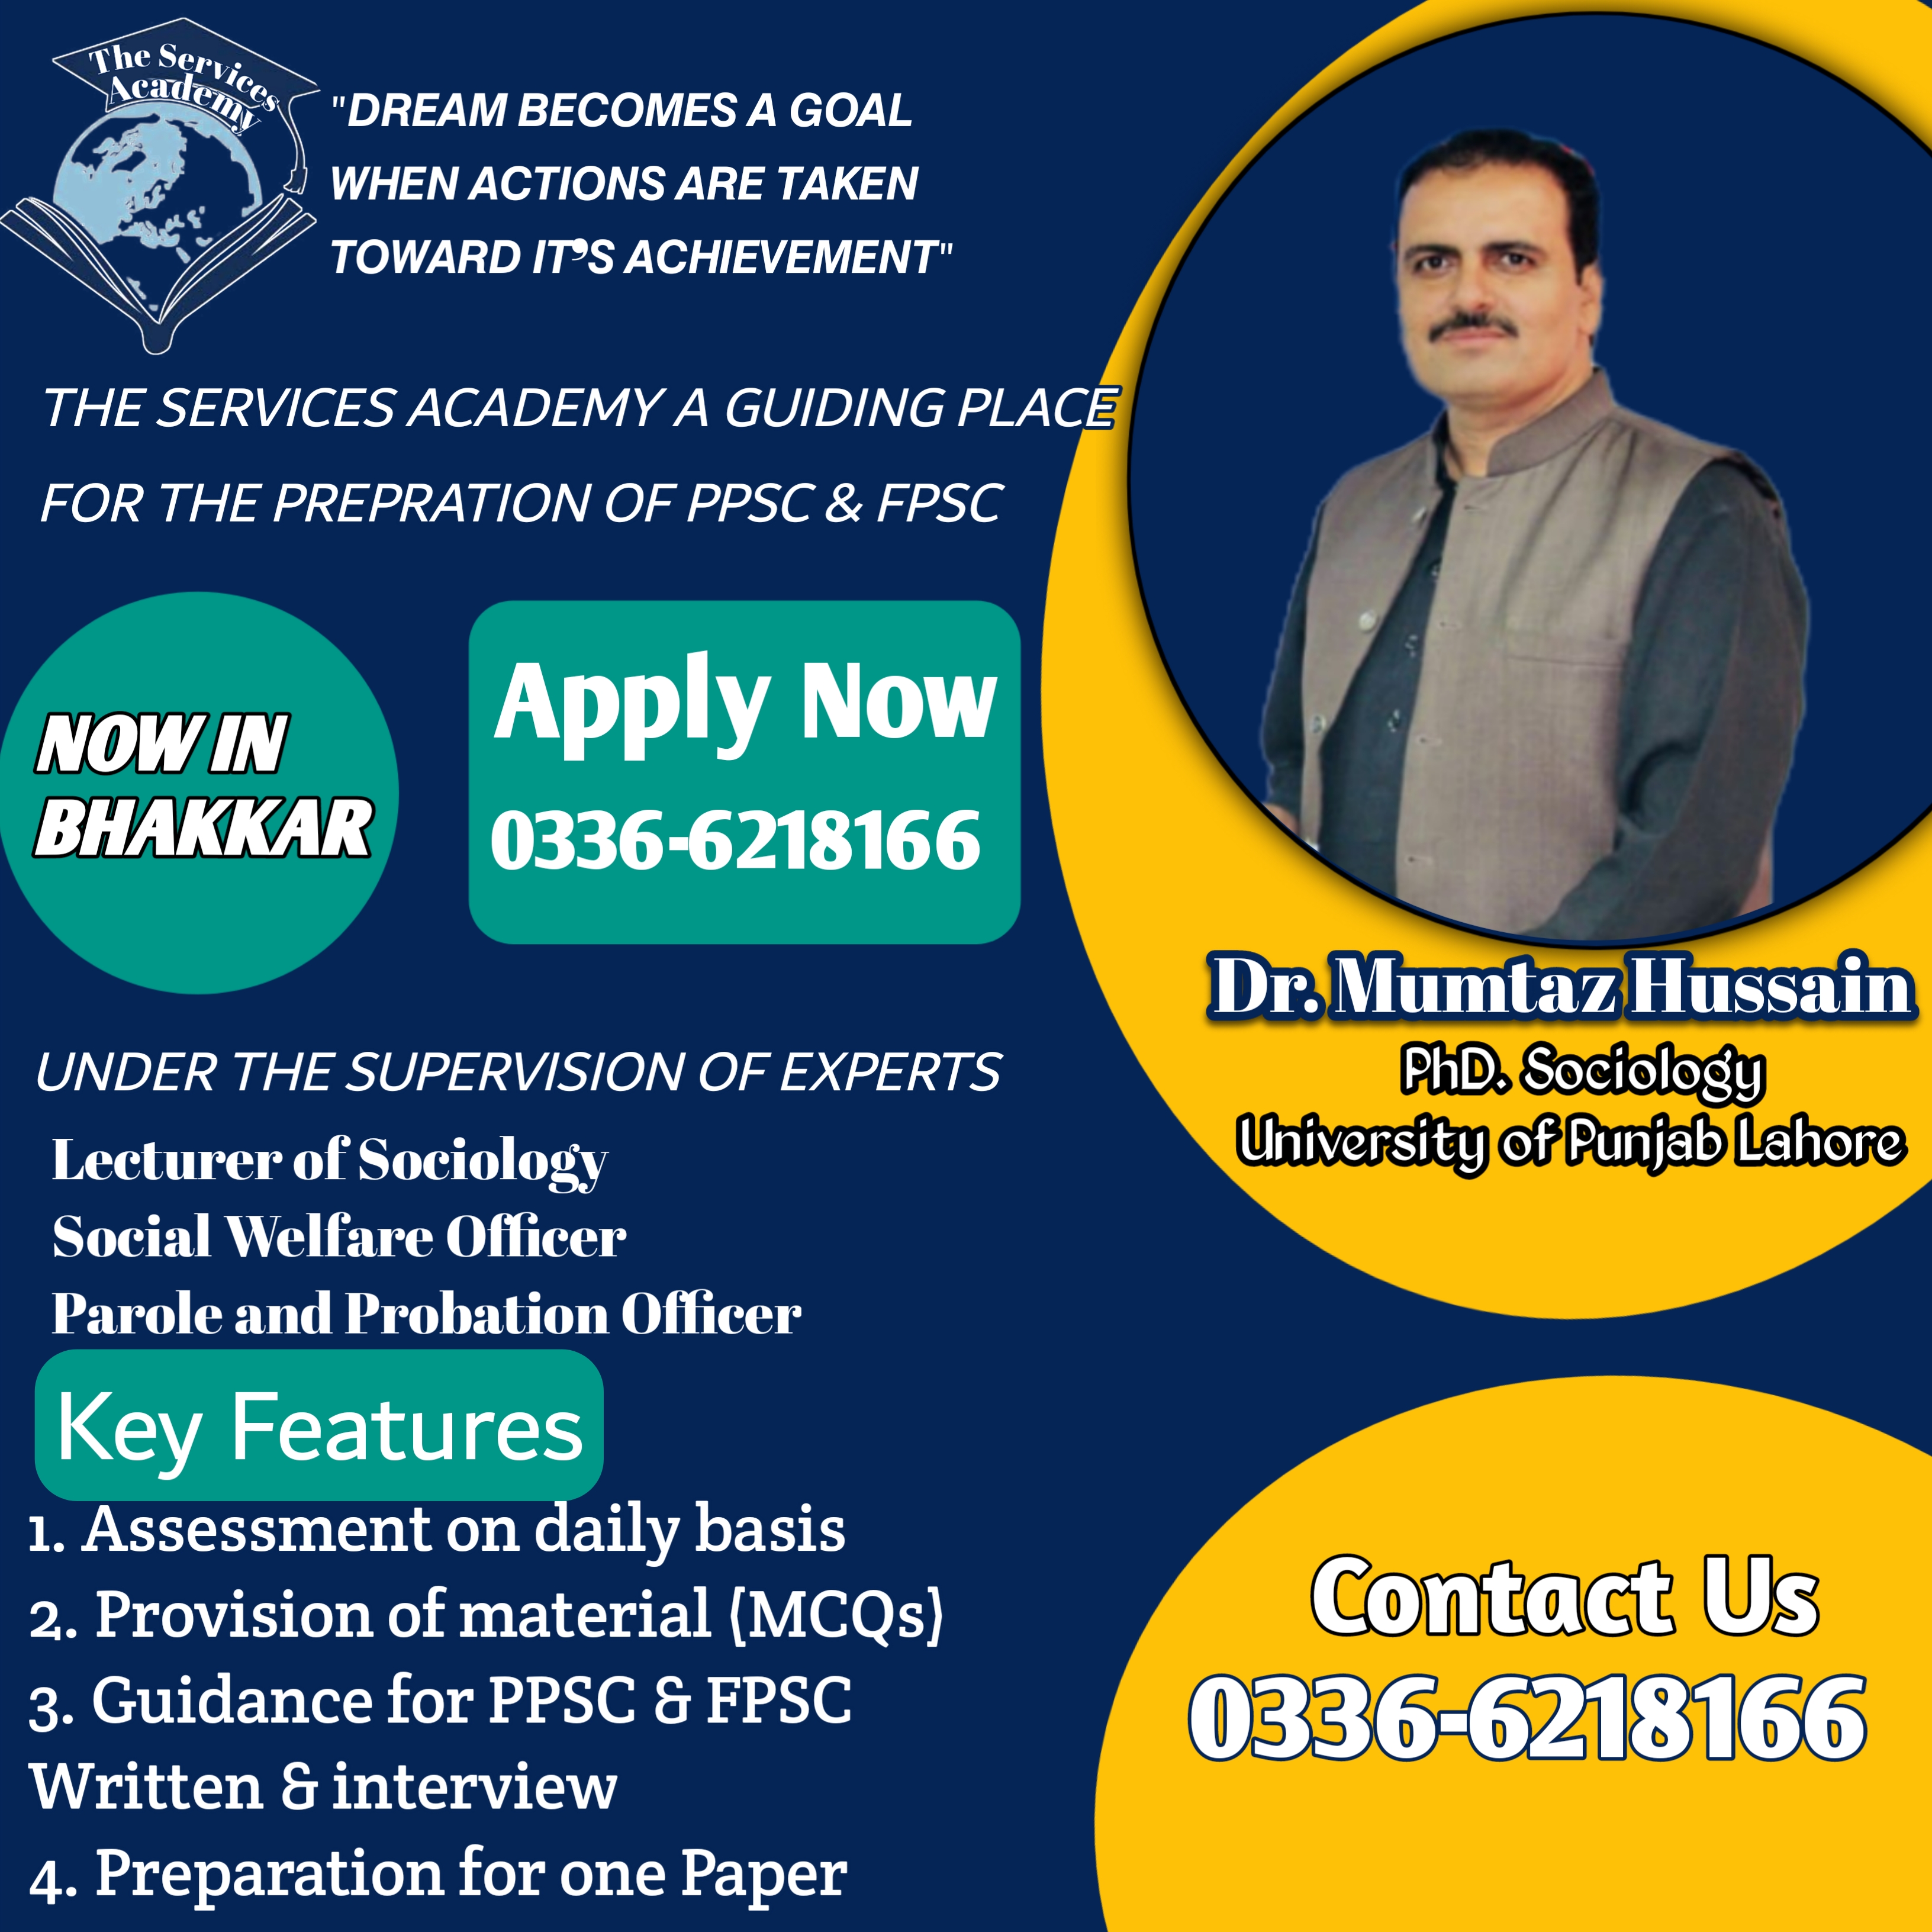 The Services
Academy
"DREAM BECOMES A GOAL
WHEN ACTIONS ARE TAKEN
TOWARD IT'S ACHIEVEMENT"
THE SERVICES ACADEMY A GUIDING PLACE
FOR THE PREPRATION OF PPSC & FPSC
NOW IN
BHAKKAR
Apply Now
0336-6218166
Dr. Mumtaz Hussain
PhD. Sociology
University of Punjab Lahore
UNDER THE SUPERVISION OF EXPERTS
Lecturer of Sociology
Social Welfare Officer
Parole and Probation Officer
Key Features
1. Assessment on daily basis
2. Provision of material (MCQs)
3. Guidance for PPSC & FPSC
Written & interview
4. Preparation for one Paper
Contact Us
0336-6218166